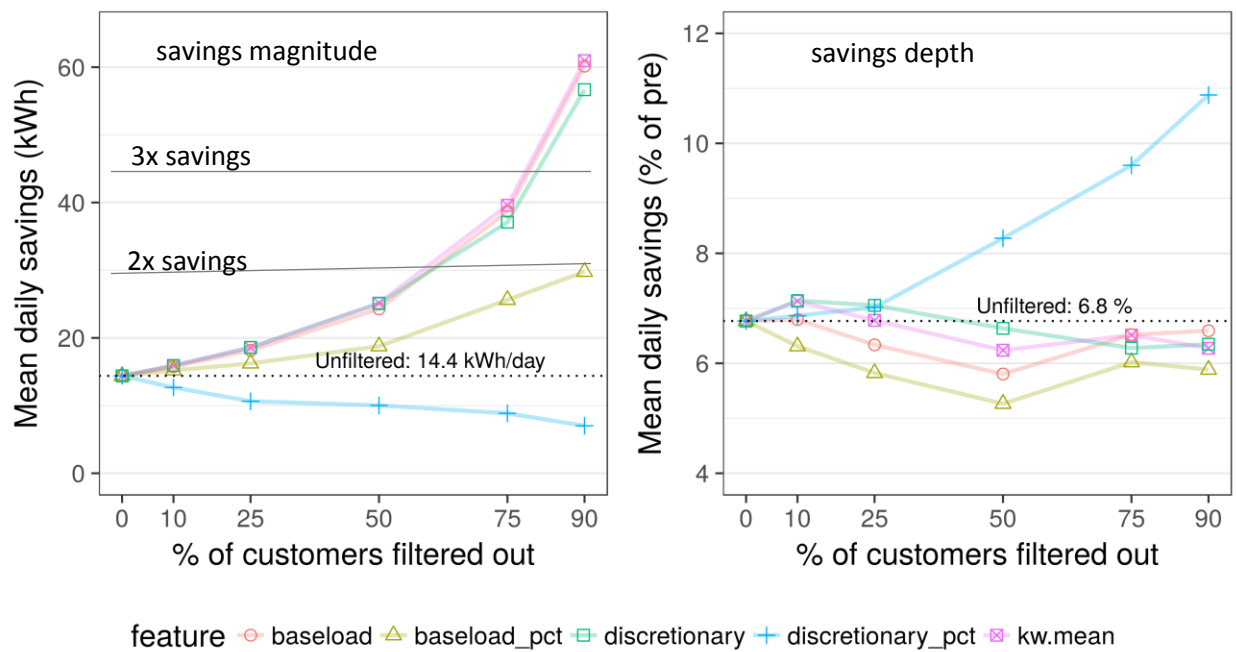 savings magnitude
3x savings
2x savings
Unfiltered: 14.4 kWh/day
Mean daily savings (kWh)
60
40
20
0
0 10 25 50 75 90
% of customers filtered out
savings depth
Unfiltered: 6.8 %
Mean daily savings (% of pre)
12
10
8
6
4
0 10 25 50 75 90
% of customers filtered out
feature baseload baseload_pct discretionary discretionary_pct kw.mean